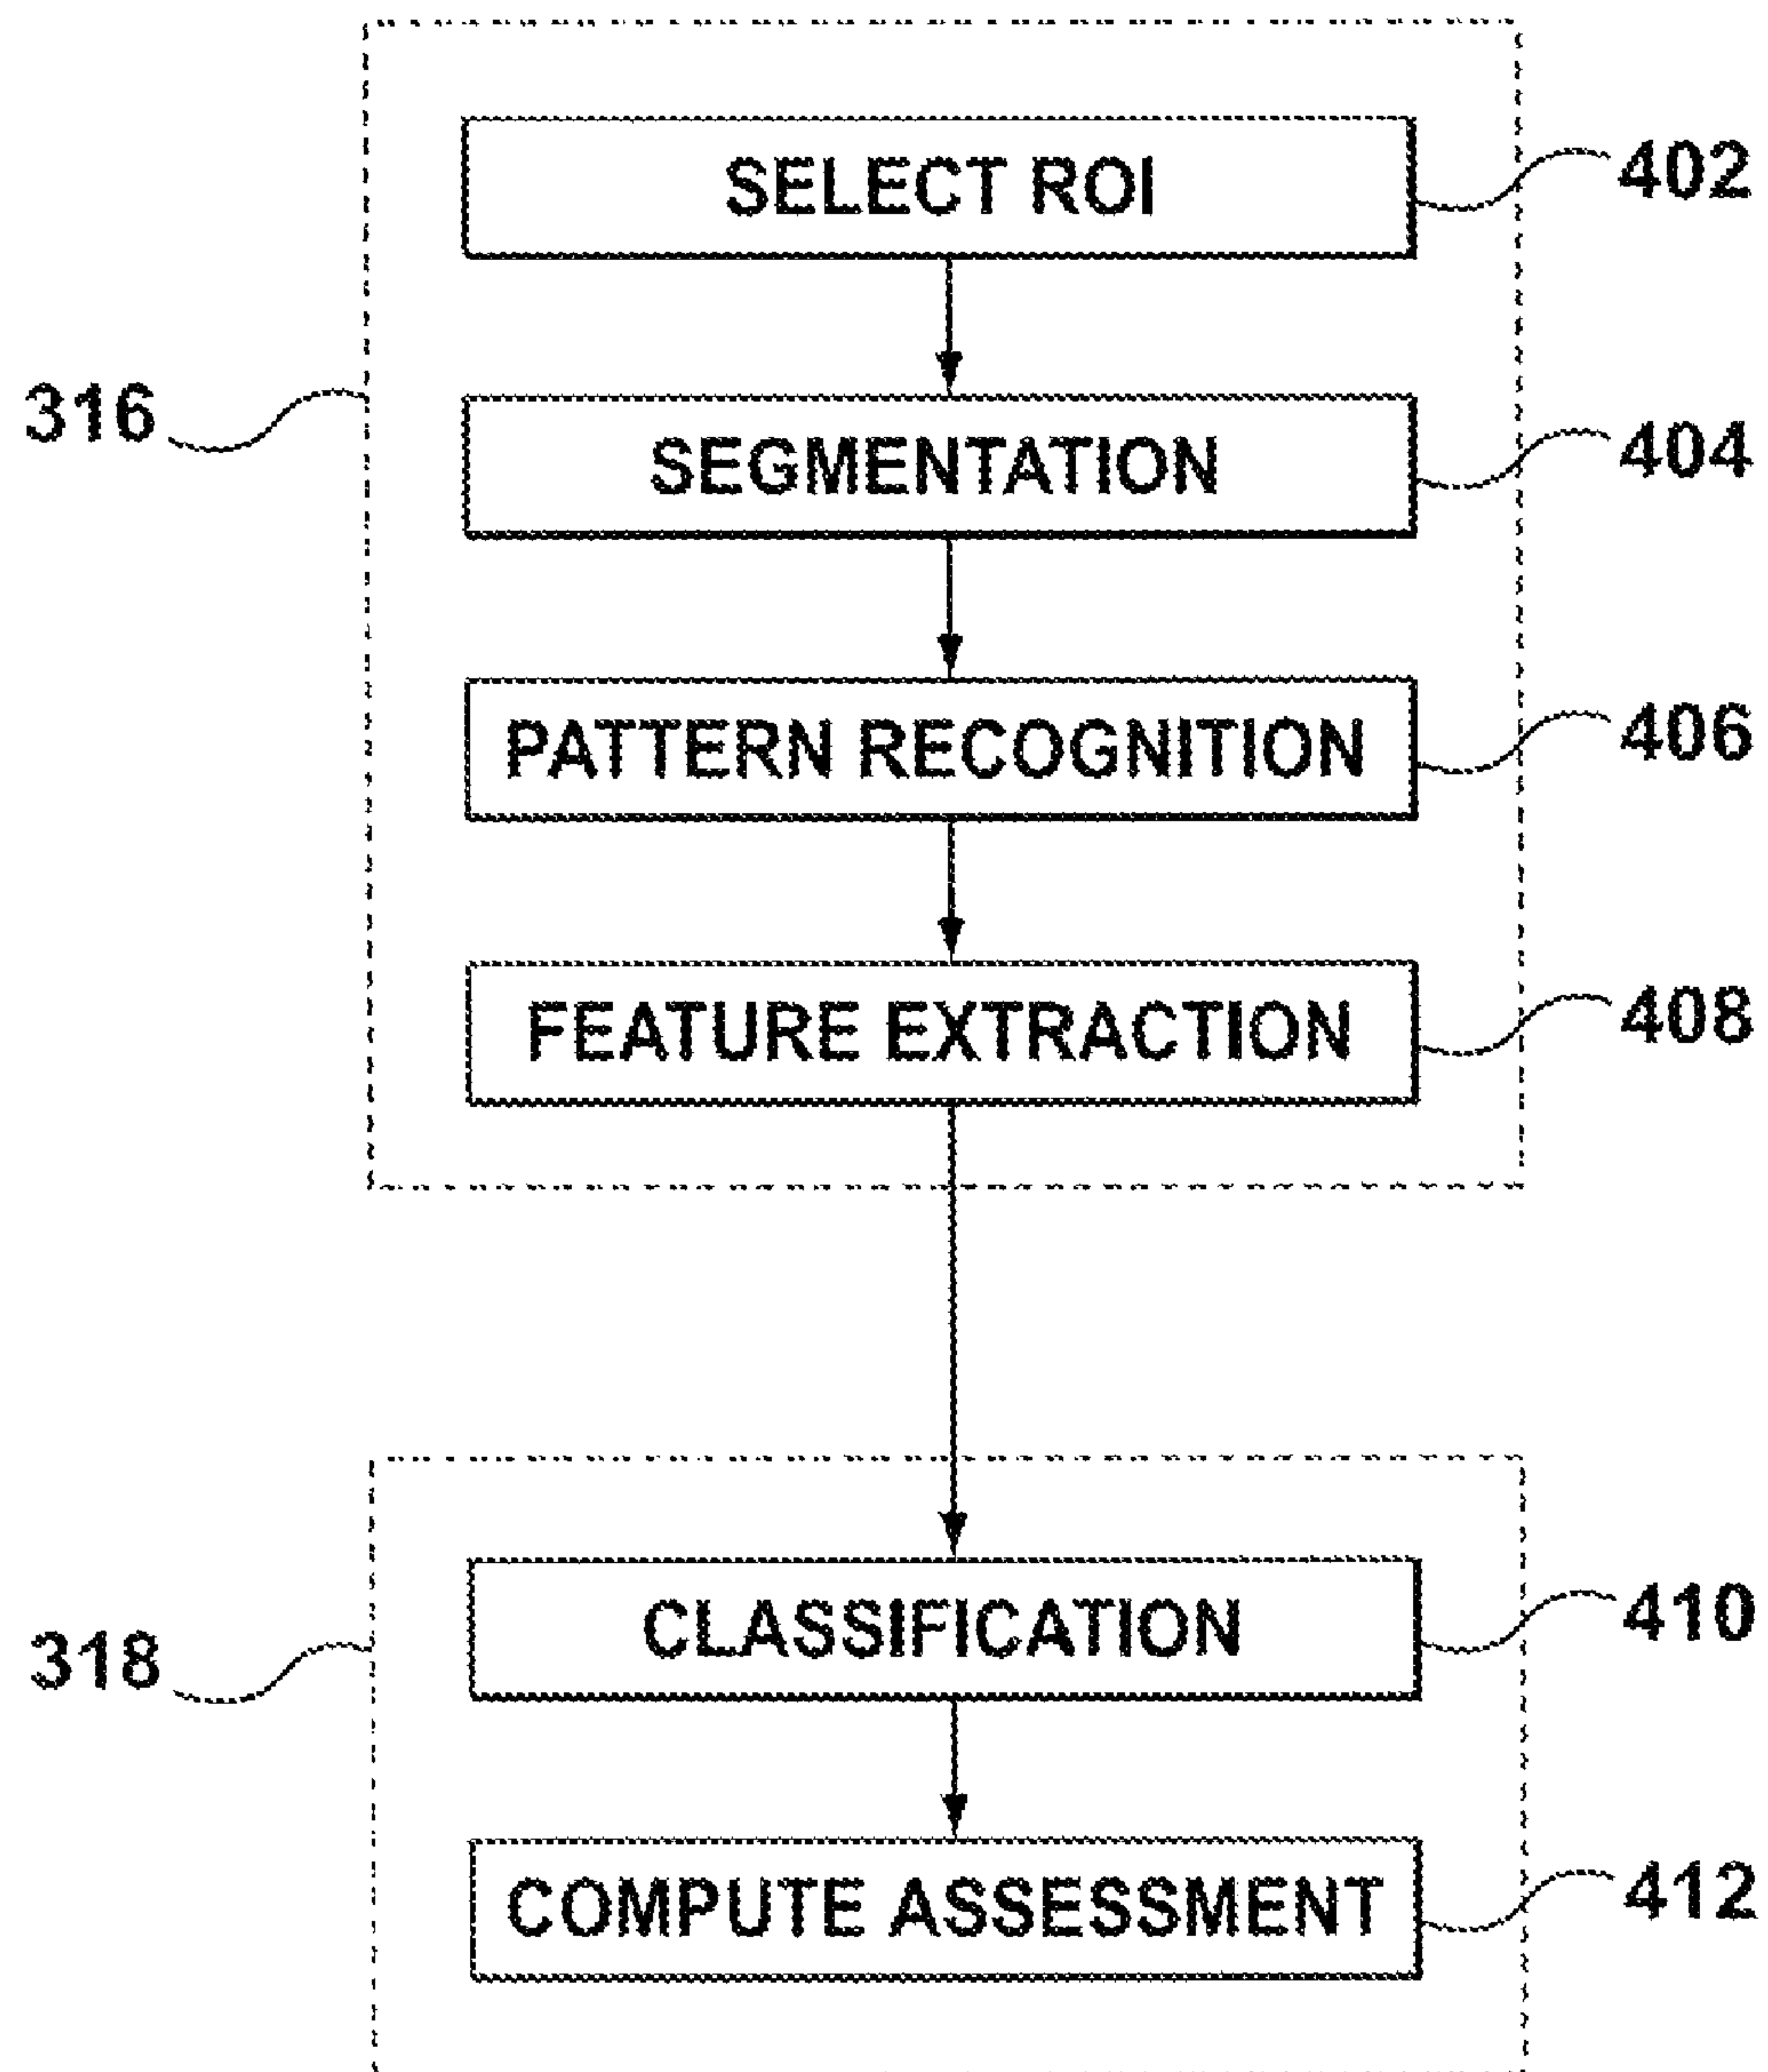 SELECT ROI
402
316
SEGMENTATION
404
PATTERN RECOGNITION
406
FEATURE EXTRACTION
408
CLASSIFICATION
410
318
COMPUTE ASSESSMENT
412